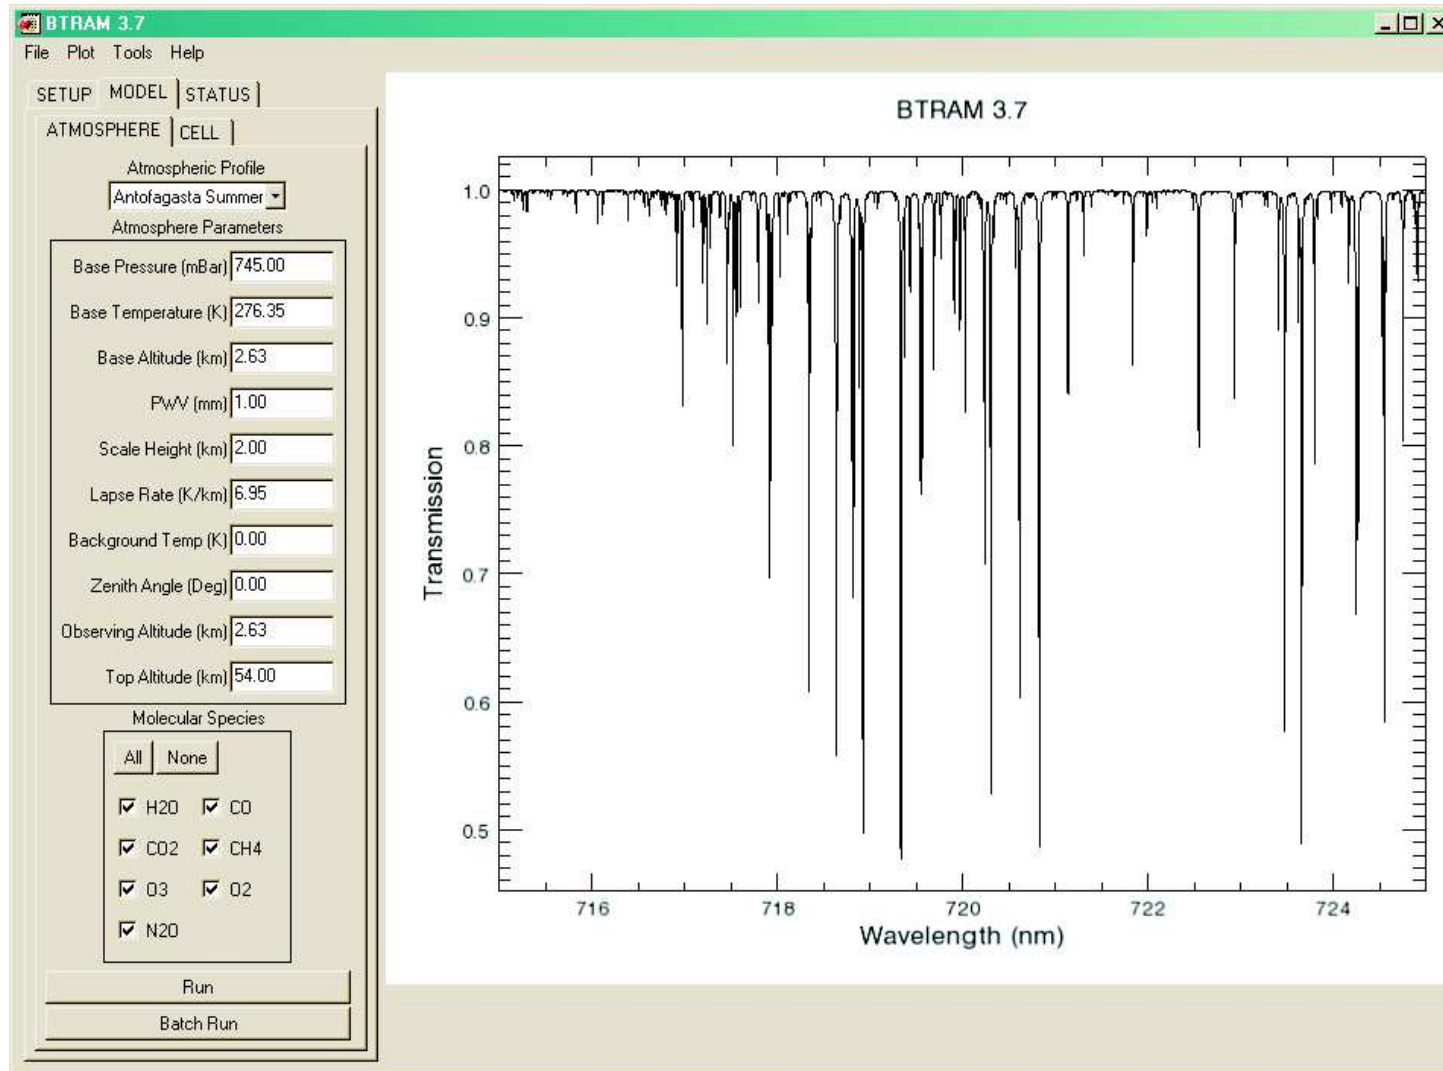 BTRAM 3.7
File Plot Tools Help
SETUP MODEL STATUS
ATMOSPHERE CELL
Atmospheric Profile
Antofagasta Summer
Atmosphere Parameters
Base Pressure (mBar) 745.00
Base Temperature (K) 276.35
Base Altitude (km) 2.63
PWV (mm) 1.00
Scale Height (km) 2.00
Lapse Rate (K/km) 6.95
Background Temp (K) 0.00
Zenith Angle (Deg) 0.00
Observing Altitude (km) 2.63
Top Altitude (km) 54.00
Molecular Species
All None
H2O CO
CO2 CH4
O3 O2
N2O
Run
Batch Run
BTRAM 3.7
1.0
0.9
0.8
0.7
0.6
0.5
Transmission
716 718 720 722 724
Wavelength (nm)